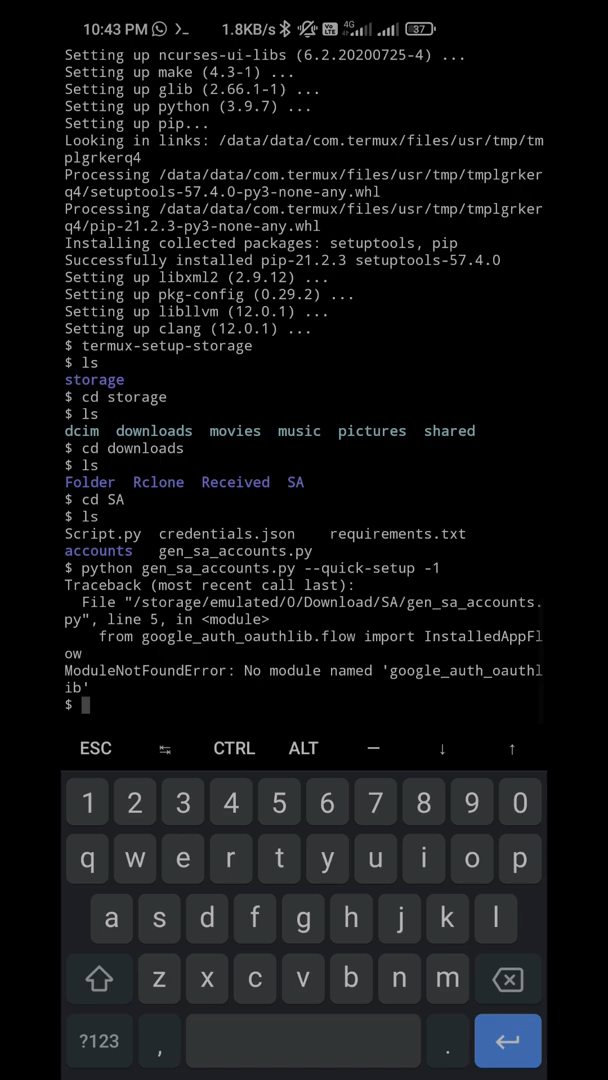 10:43 PM 1.8KB/s Vo LTE 4G 37
Setting up ncurses-ui-libs (6.2.20200725-4) ...
Setting up make (4.3-1) ...
Setting up glib (2.66.1-1) ...
Setting up python (3.9.7) ...
Setting up pip...
Looking in links: /data/data/com.termux/files/usr/tmp/tm
plgrkerq4
Processing /data/data/com.termux/files/usr/tmp/tmplgrker
q4/setuptools-57.4.0-py3-none-any.whl
Processing /data/data/com.termux/files/usr/tmp/tmplgrker
q4/pip-21.2.3-py3-none-any.whl
Installing collected packages: setuptools, pip
Successfully installed pip-21.2.3 setuptools-57.4.0
Setting up libxml2 (2.9.12) ...
Setting up pkg-config (0.29.2) ...
Setting up libllvm (12.0.1) ...
Setting up clang (12.0.1) ...
$ termux-setup-storage
$ ls
storage
$ cd storage
$ ls
dcim downloads movies music pictures shared
$ cd downloads
$ ls
Folder Rclone Received SA
$ cd SA
$ ls
Script.py credentials.json requirements.txt
accounts gen_sa_accounts.py
$ python gen_sa_accounts.py --quick-setup -1
Traceback (most recent call last):
File "/storage/emulated/0/Download/SA/gen_sa_accounts.
py", line 5, in <module>
from google_auth_oauthlib.flow import InstalledAppFl
ow
ModuleNotFoundError: No module named 'google_auth_oauthl
ib'
$
ESC ↹ CTRL ALT — ↓ ↑
1 2 3 4 5 6 7 8 9 0
q w e r t y u i o p
a s d f g h j k l
z x c v b n m
?123 , .